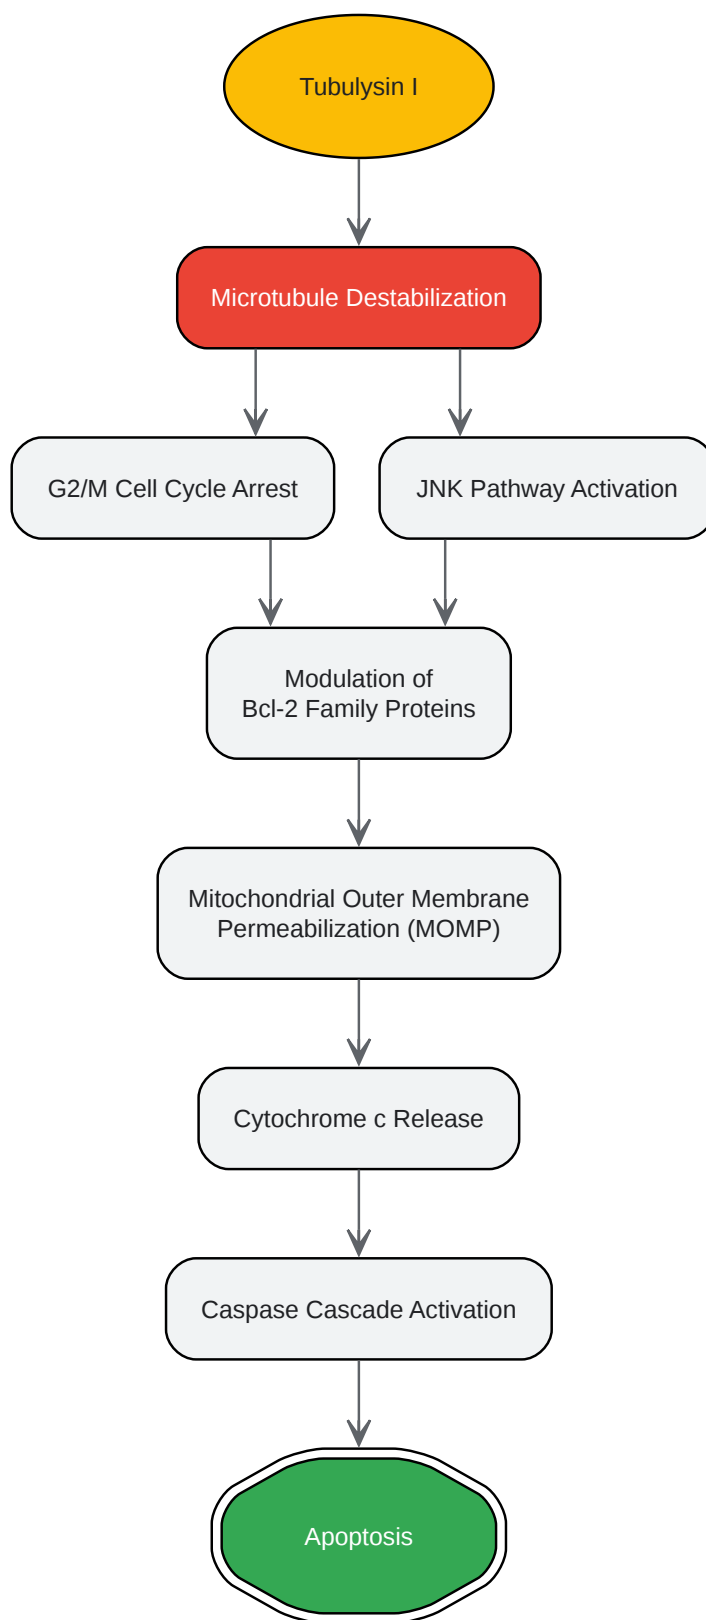 Tubulysin I
Microtubule Destabilization
G2/M Cell Cycle Arrest
JNK Pathway Activation
Modulation of
Bcl-2 Family Proteins
Mitochondrial Outer Membrane
Permeabilization (MOMP)
Cytochrome c Release
Caspase Cascade Activation
Apoptosis